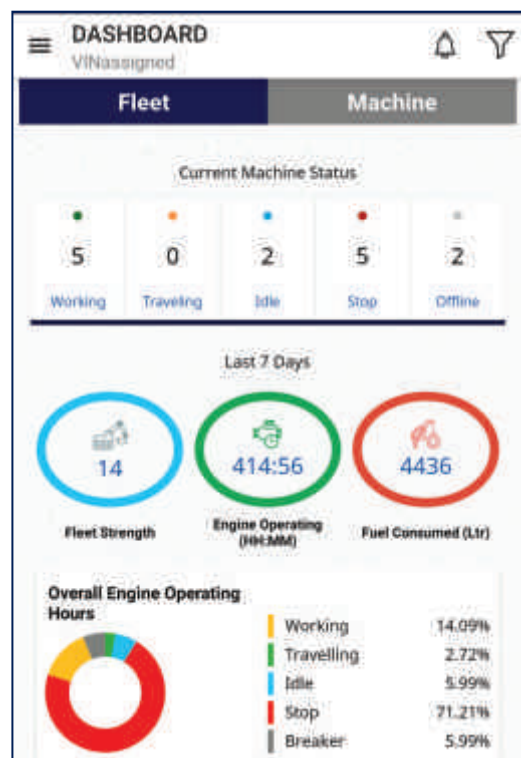 DASHBOARD
VINassigned
Fleet Machine
Current Machine Status
5 0 2 5 2
Working Traveling Idle Stop Offline
Last 7 Days
14 414:56 4436
Fleet Strength Engine Operating (HH:MM) Fuel Consumed (Ltr)
Overall Engine Operating
Hours
Working 14.09%
Travelling 2.72%
Idle 5.99%
Stop 71.21%
Breaker 5.99%